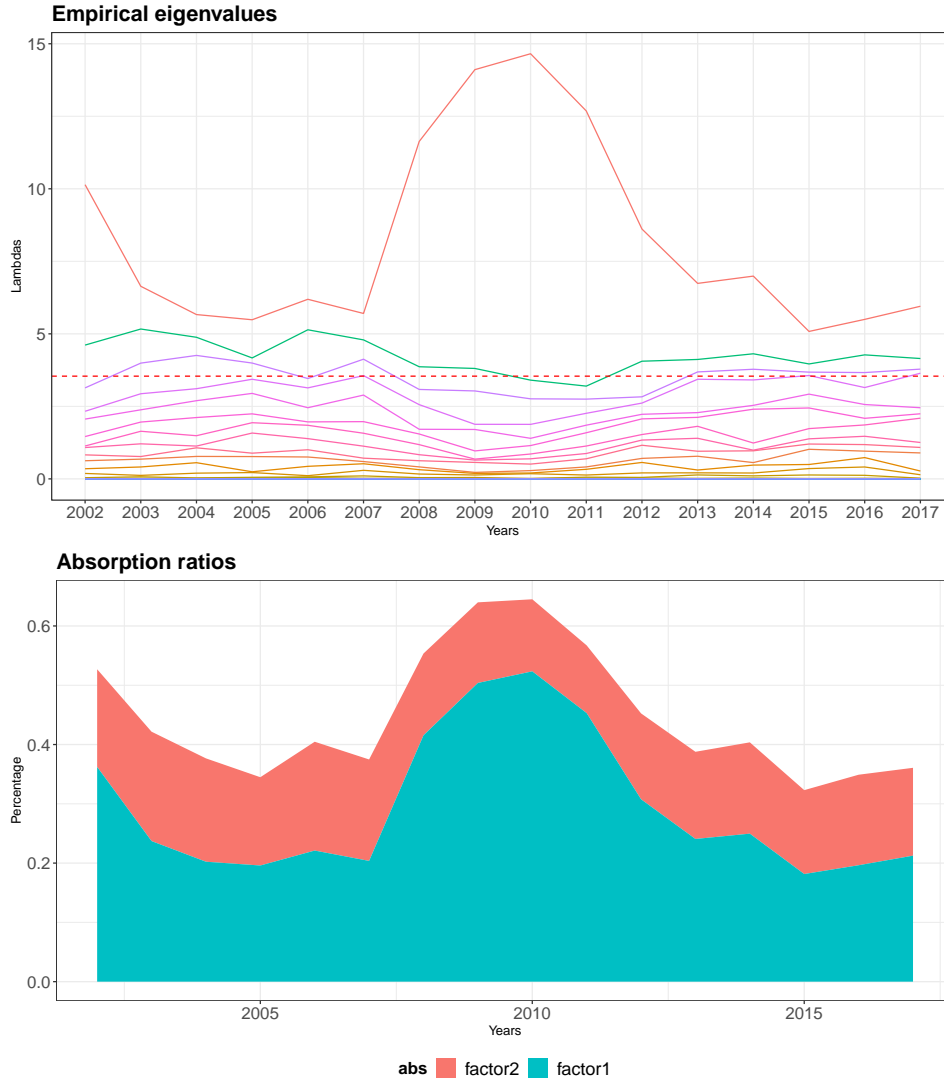 Empirical eigenvalues
15
10
5
0
Lambdas
2002 2003 2004 2005 2006 2007 2008 2009 2010 2011 2012 2013 2014 2015 2016 2017
Years
Absorption ratios
0.6
0.4
0.2
0.0
Percentage
2005 2010 2015
Years
abs factor2 factor1